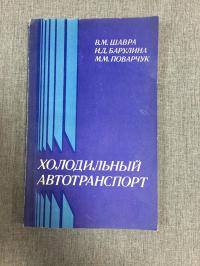 В.М. ШАВРА
И.Д. БАРУЛИНА
М.М. ПОВАРЧУК
ХОЛОДИЛЬНЫЙ
АВТОТРАНСПОРТ